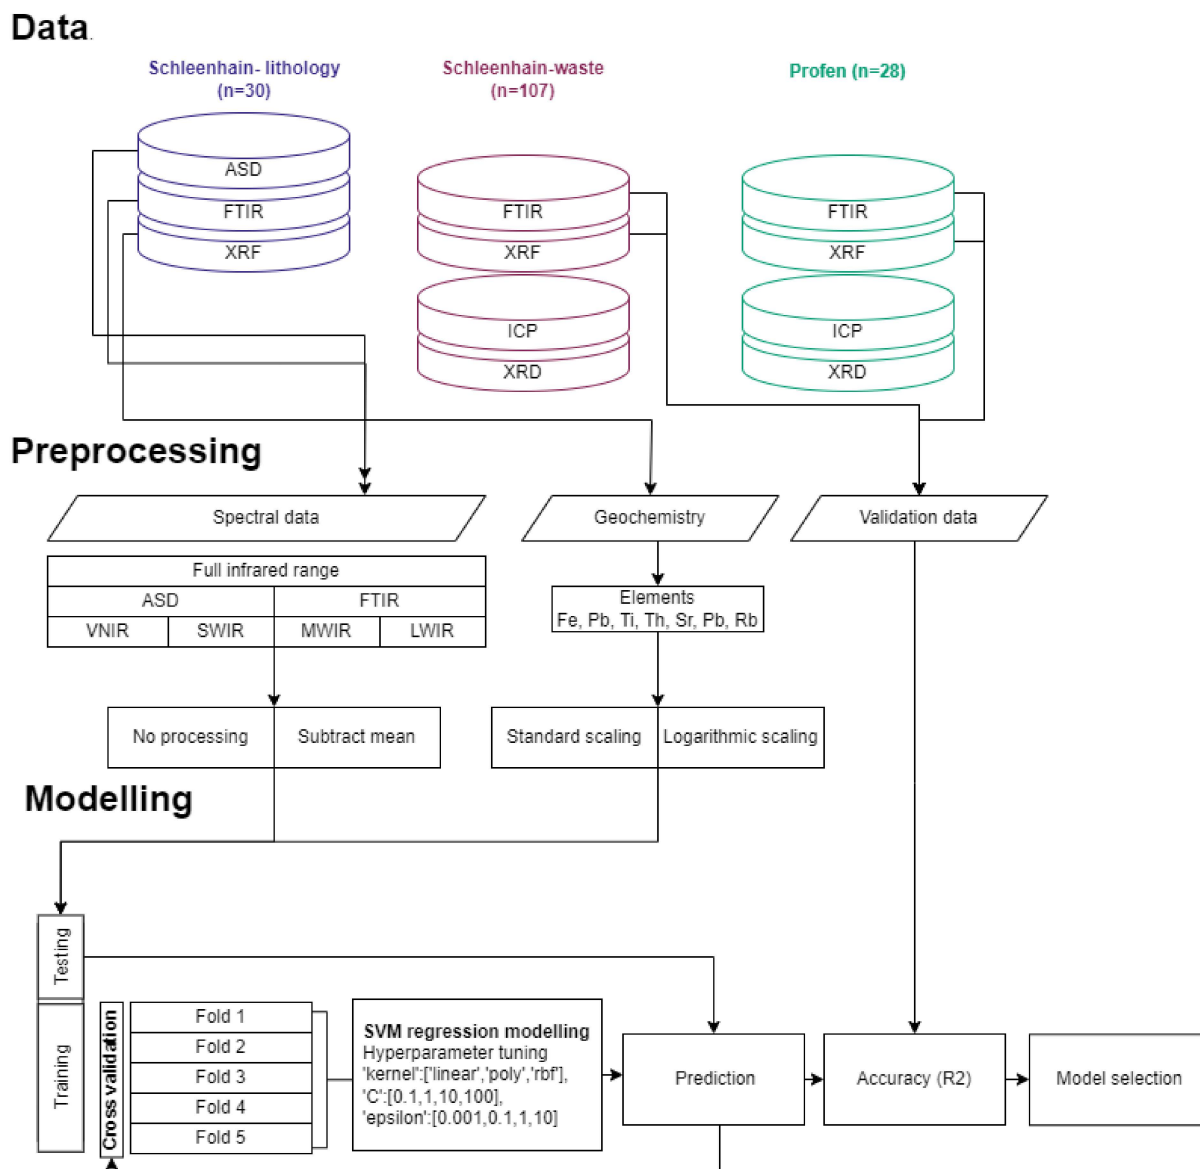 Data.
Schleenhain- lithology
(n=30)
Schleenhain-waste
(n=107)
Profen (n=28)
ASD
FTIR
XRF
FTIR
XRF
ICP
XRD
FTIR
XRF
ICP
XRD
Preprocessing
Spectral data
Geochemistry
Validation data
Full infrared range
ASD
FTIR
VNIR
SWIR
MWIR
LWIR
Elements
Fe, Pb, Ti, Th, Sr, Pb, Rb
No processing
Subtract mean
Standard scaling
Logarithmic scaling
Modelling
Testing
Training
Cross validation
Fold 1
Fold 2
Fold 3
Fold 4
Fold 5
SVM regression modelling
Hyperparameter tuning
'kernel':['linear','poly','rbf'],
'C':[0.1,1,10,100],
'epsilon':[0.001,0.1,1,10]
Prediction
Accuracy (R2)
Model selection